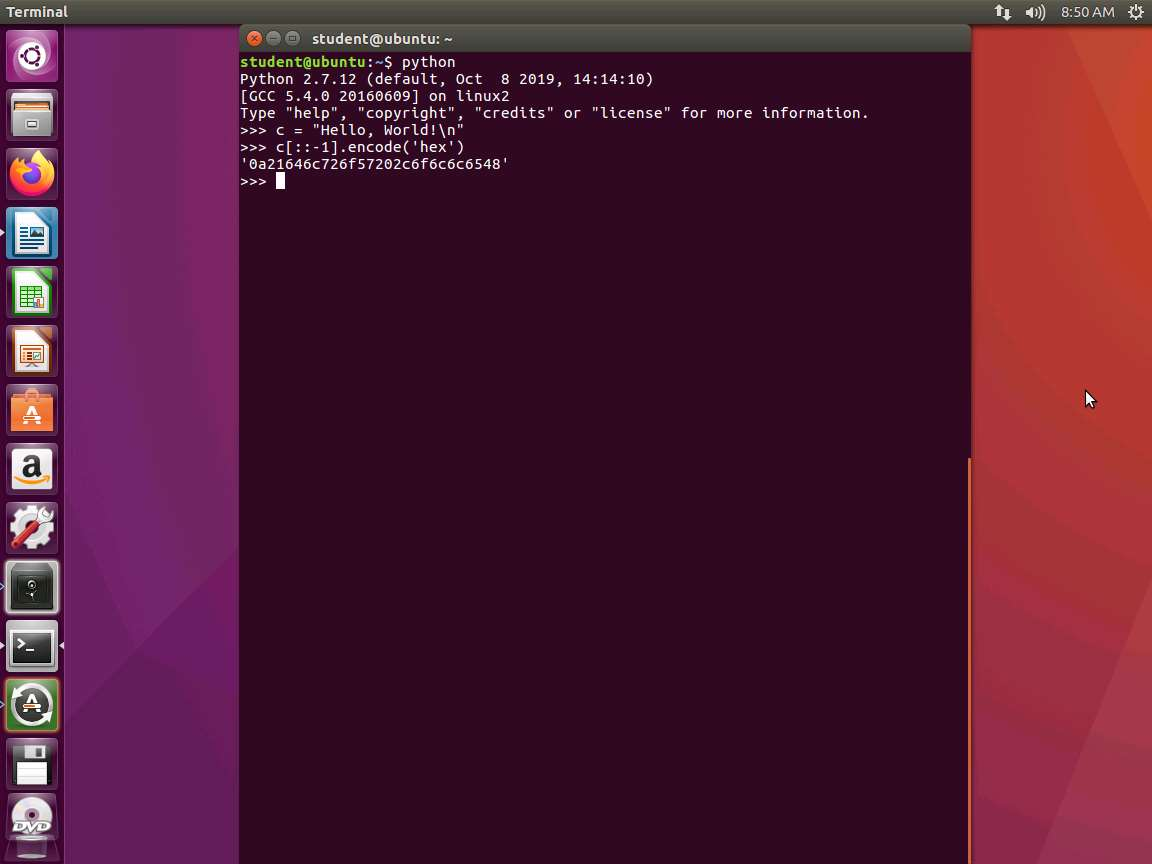 Terminal
8:50 AM
student@ubuntu: ~
student@ubuntu:~$ python
Python 2.7.12 (default, Oct  8 2019, 14:14:10)
[GCC 5.4.0 20160609] on linux2
Type "help", "copyright", "credits" or "license" for more information.
>>> c = "Hello, World!\n"
>>> c[::-1].encode('hex')
'0a21646c726f57202c6f6c6c6548'
>>>
a
>_
DVD